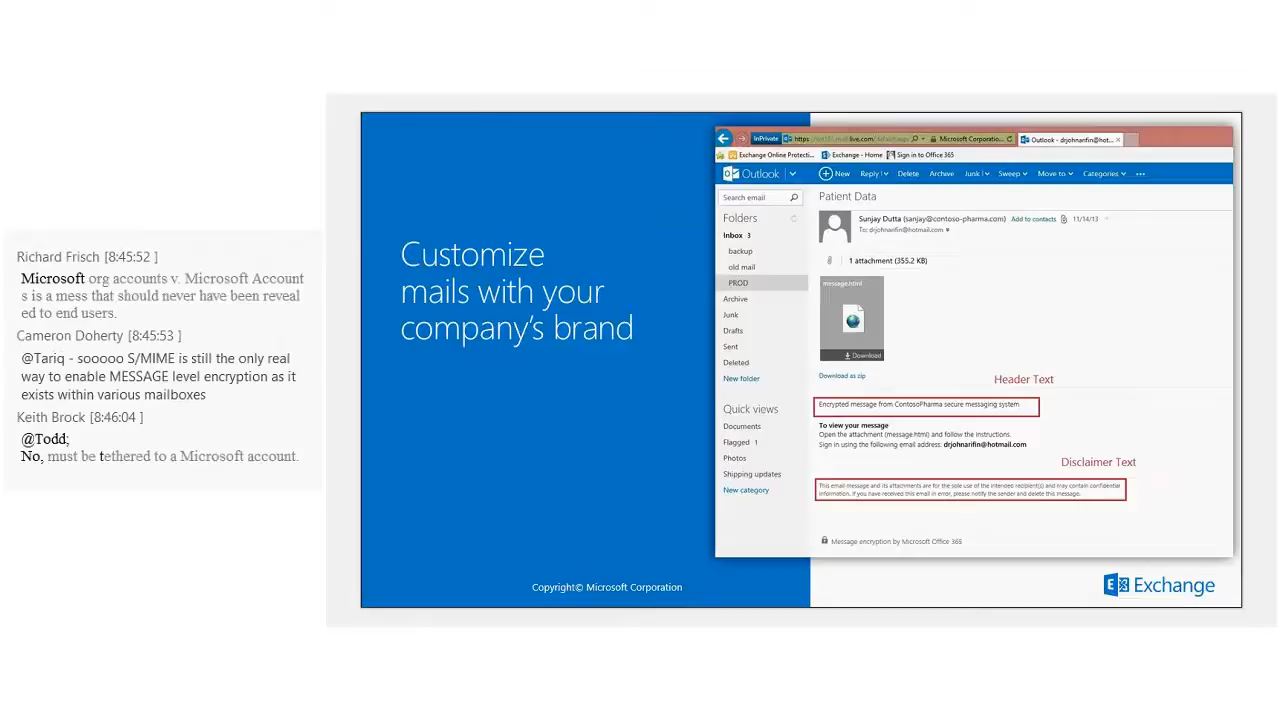 Richard Frisch [8:45:52 ]
Microsoft org accounts v. Microsoft Account
s is a mess that should never have been reveal
ed to end users.
Cameron Doherty [8:45:53 ]
@Tariq - sooooo S/MIME is still the only real
way to enable MESSAGE level encryption as it
exists within various mailboxes
Keith Brock [8:46:04 ]
@Todd;
No, must be tethered to a Microsoft account.
Customize
mails with your
company's brand
Copyright© Microsoft Corporation
InPrivate
Microsoft Corporatio...
Outlook - drjohnarifin@hot...
Exchange Online Protecti...
Exchange - Home
Sign in to Office 365
Outlook
New
Reply
Delete
Archive
Junk
Sweep
Move to
Categories
Search email
Folders
Inbox 3
backup
old mail
PROD
Archive
Junk
Drafts
Sent
Deleted
New folder
Quick views
Documents
Flagged 1
Photos
Shipping updates
New category
Patient Data
Sunjay Dutta (sanjay@contoso-pharma.com) Add to contacts 11/14/13
To: drjohnarifin@hotmail.com
1 attachment (355.2 KB)
message.html
Download
Download as zip
Header Text
Encrypted message from ContosoPharma secure messaging system
To view your message
Open the attachment (message.html) and follow the instructions.
Sign in using the following email address: drjohnarifin@hotmail.com
Disclaimer Text
This email message and its attachments are for the sole use of the intended recipient(s) and may contain confidential
information. If you have received this email in error, please notify the sender and delete this message.
Message encryption by Microsoft Office 365
Exchange